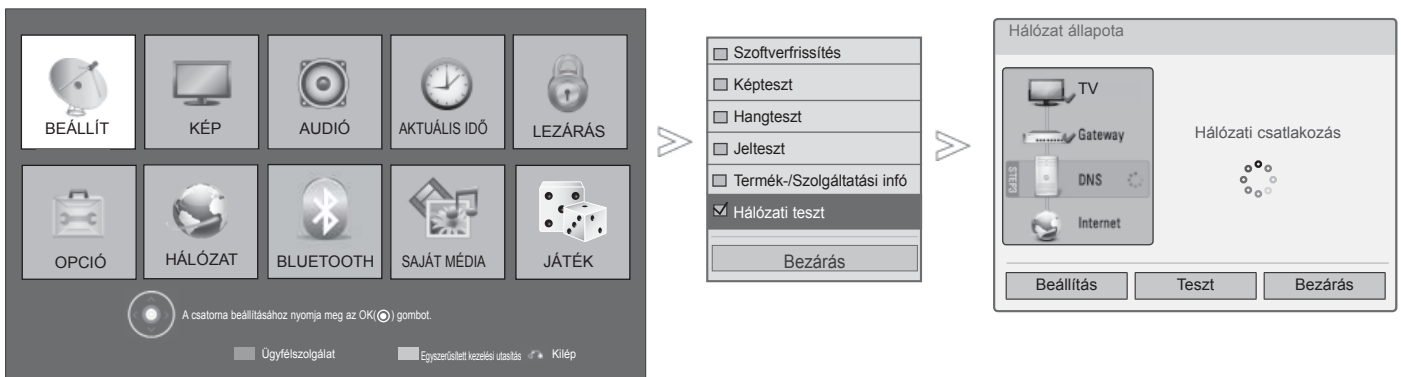 BEÁLLÍT
KÉP
AUDIÓ
AKTUÁLIS IDŐ
LEZÁRÁS
OPCIÓ
HÁLÓZAT
BLUETOOTH
SAJÁT MÉDIA
JÁTÉK
A csatorna beállításához nyomja meg az OK(◉) gombot.
Ügyfélszolgálat
Egyszerűsített kezelési utasítás
Kilép
Szoftverfrissítés
Képteszt
Hangteszt
Jelteszt
Termék-/Szolgáltatási infó
Hálózati teszt
Bezárás
Hálózat állapota
TV
Gateway
STEP3
DNS
Internet
Hálózati csatlakozás
Beállítás
Teszt
Bezárás